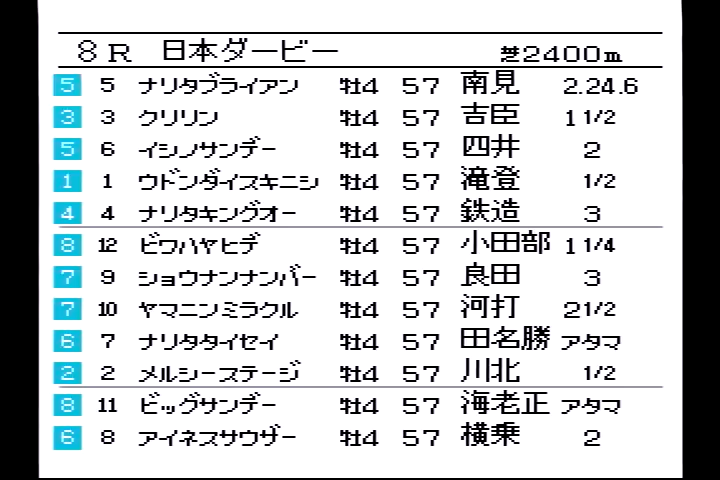 8R 日本ダービー 芝2400m
5 5 ナリタブライアン 牡4 57 南見 2.24.6
3 3 クリリン 牡4 57 吉臣 1 1/2
5 6 イシノサンデー 牡4 57 四井 2
1 1 ウドンダイスキニシ 牡4 57 滝登 1/2
4 4 ナリタキングオー 牡4 57 鉄造 3
8 12 ビワハヤヒデ 牡4 57 小田部 1 1/4
7 9 ショウナンナンバー 牡4 57 良田 3
7 10 ヤマニンミラクル 牡4 57 河打 2 1/2
6 7 ナリタタイセイ 牡4 57 田名勝 アタマ
2 2 メルシーステージ 牡4 57 川北 1/2
8 11 ビッグサンデー 牡4 57 海老正 アタマ
6 8 アイネスサウザー 牡4 57 横乗 2